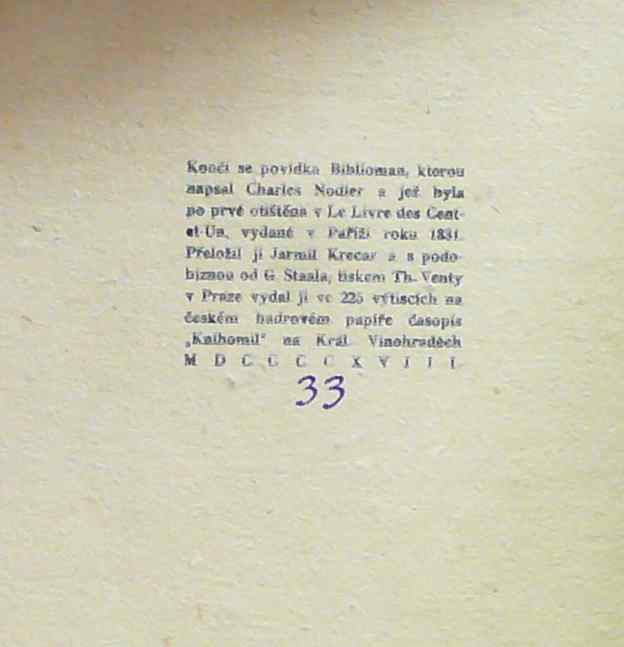 Končí se povídka Biblioman, kterou
napsal Charles Nodier a jež byla
po prvé otištěna v Le Livre des Cent-
et-Un, vydané v Paříži roku 1831.
Přeložil ji Jarmil Krecar a s podo-
biznou od G. Staala, tiskem Th. Venty
v Praze vydal ji ve 225 výtiscích na
českém hadrovém papíře časopis
„Knihomil“ na Král. Vinohradech
M D C C C C X V I I I
33